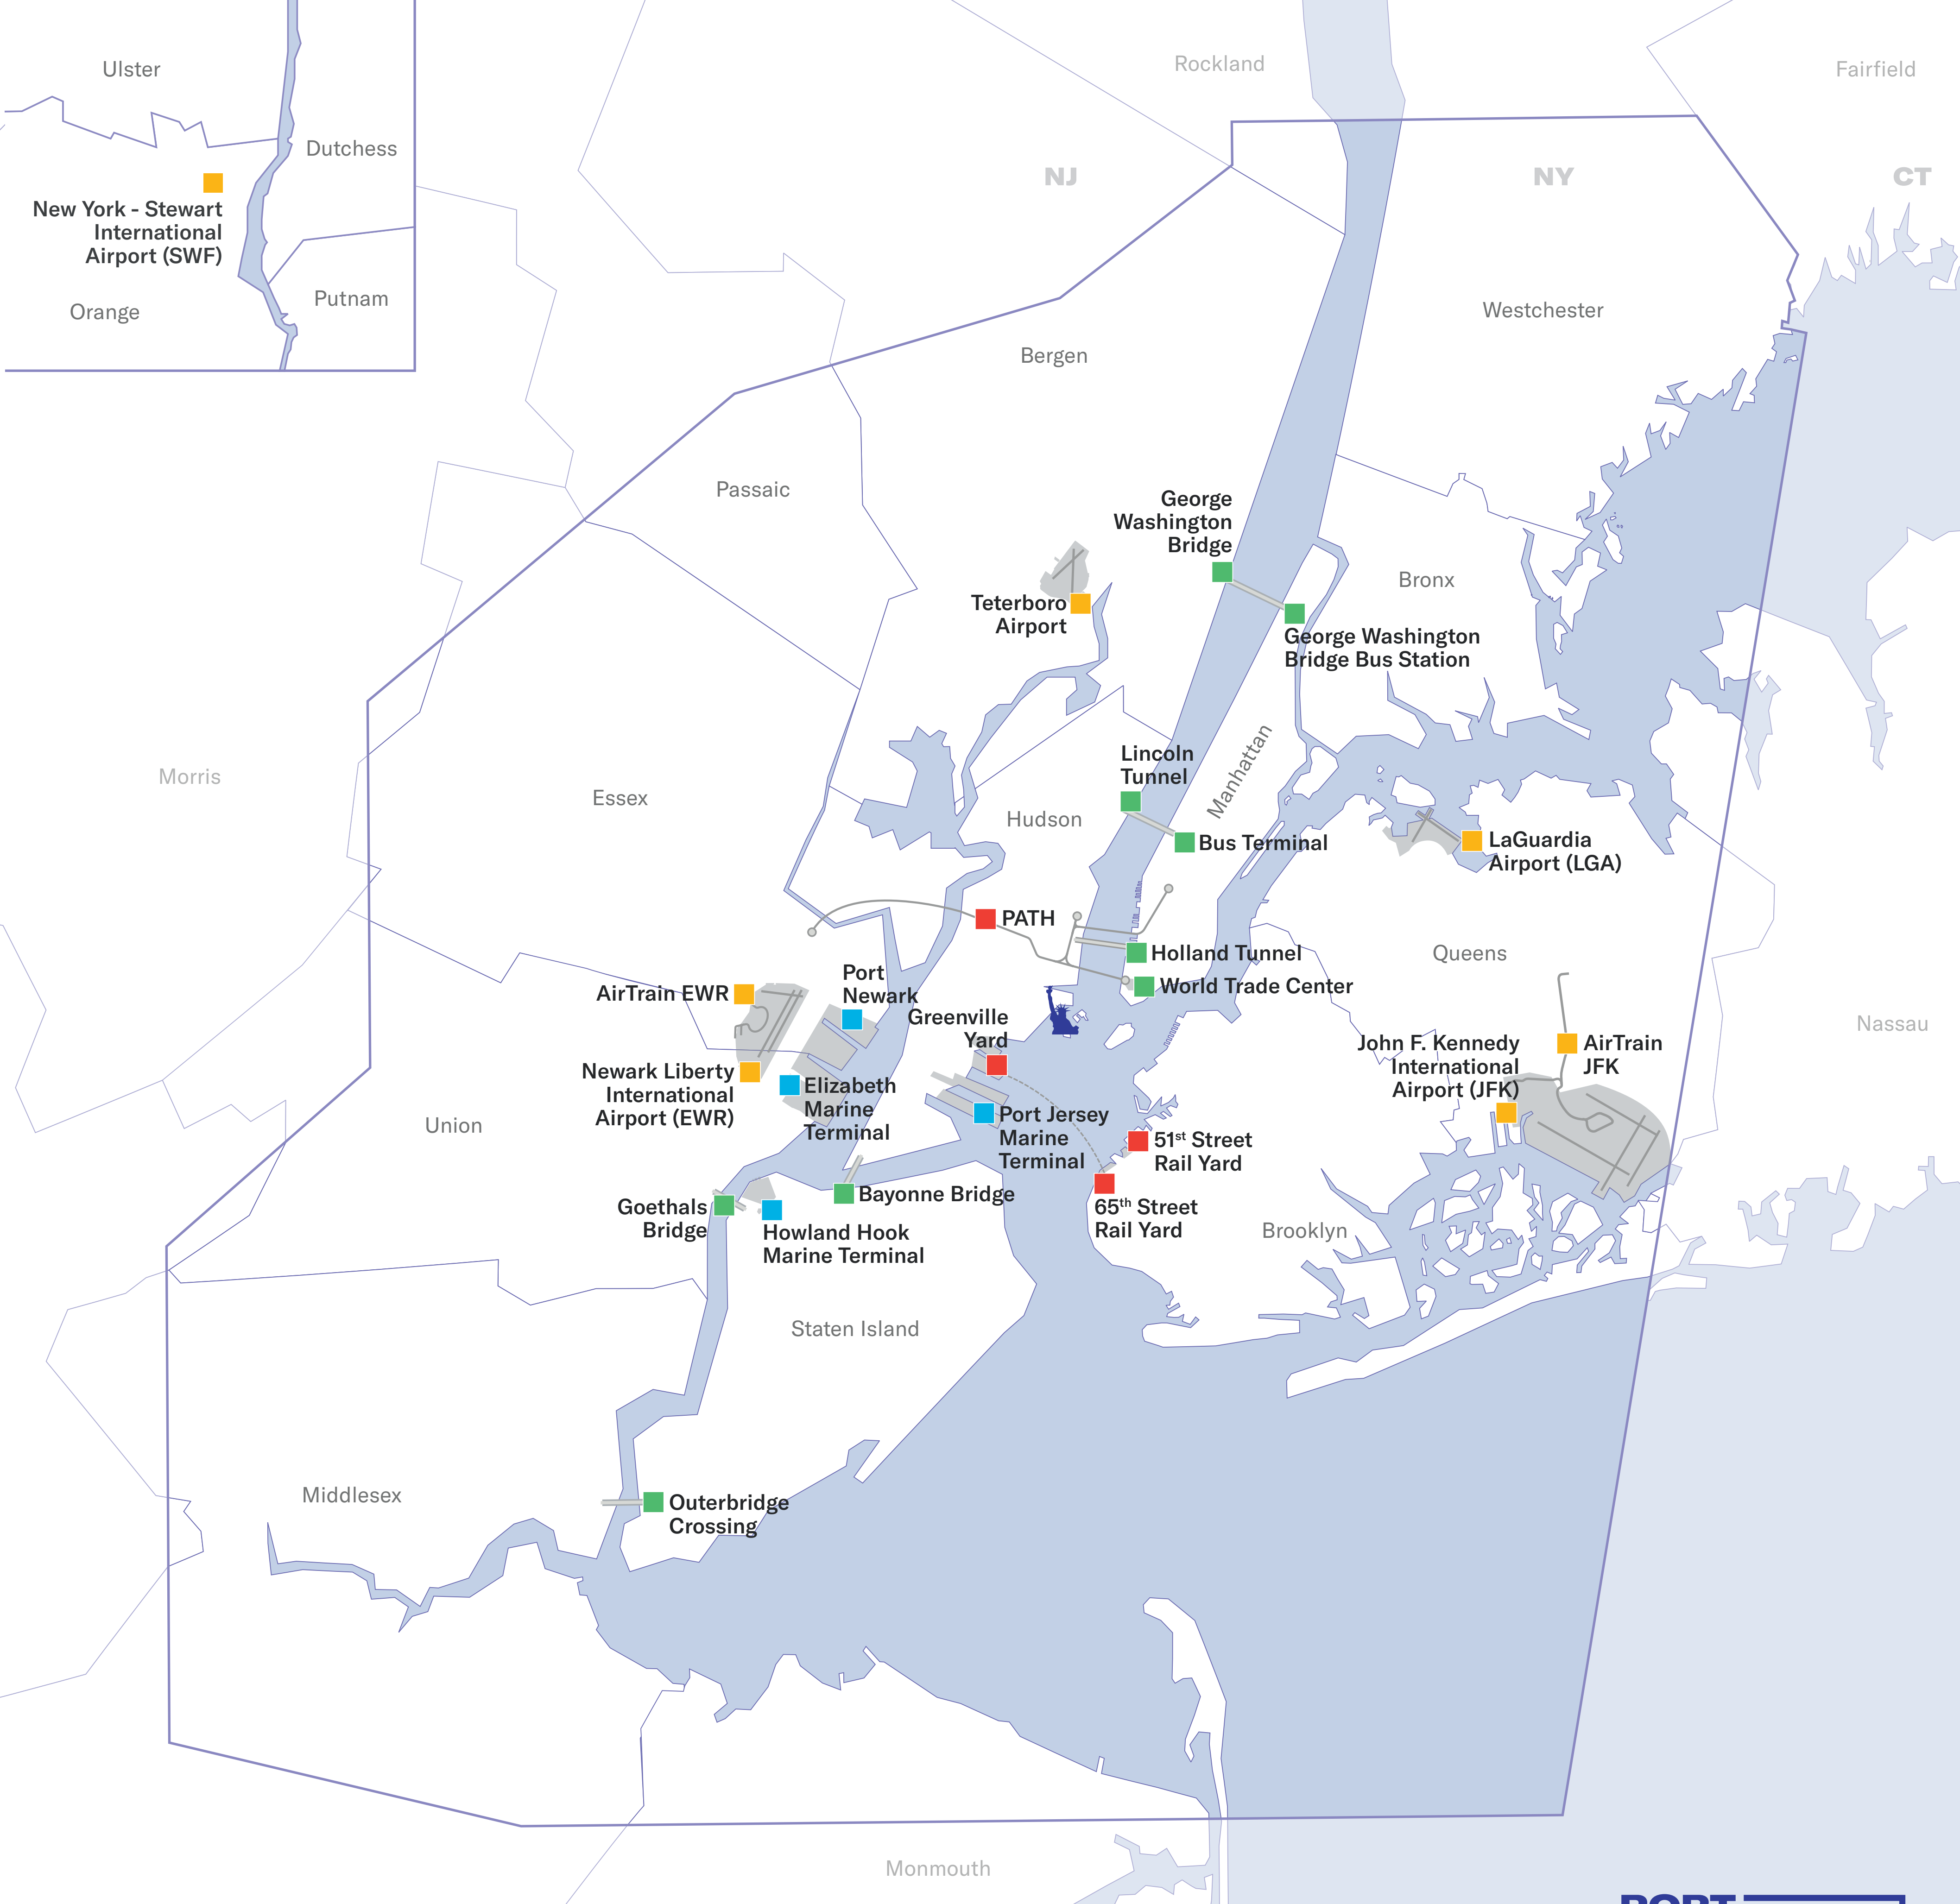 Ulster
Dutchess
New York - Stewart
International
Airport (SWF)
Orange
Putnam
Rockland
Fairfield
NJ
NY
CT
Westchester
Bergen
Passaic
George
Washington
Bridge
Bronx
Teterboro
Airport
George Washington
Bridge Bus Station
Manhattan
Lincoln
Tunnel
Morris
Essex
Hudson
Bus Terminal
LaGuardia
Airport (LGA)
PATH
Holland Tunnel
Queens
World Trade Center
AirTrain EWR
Port
Newark
Greenville
Yard
Nassau
John F. Kennedy
International
Airport (JFK)
AirTrain
JFK
Newark Liberty
International
Airport (EWR)
Elizabeth
Marine
Terminal
Port Jersey
Marine
Terminal
Union
51st Street
Rail Yard
65th Street
Rail Yard
Bayonne Bridge
Goethals
Bridge
Howland Hook
Marine Terminal
Brooklyn
Staten Island
Middlesex
Outerbridge
Crossing
Monmouth
PORT